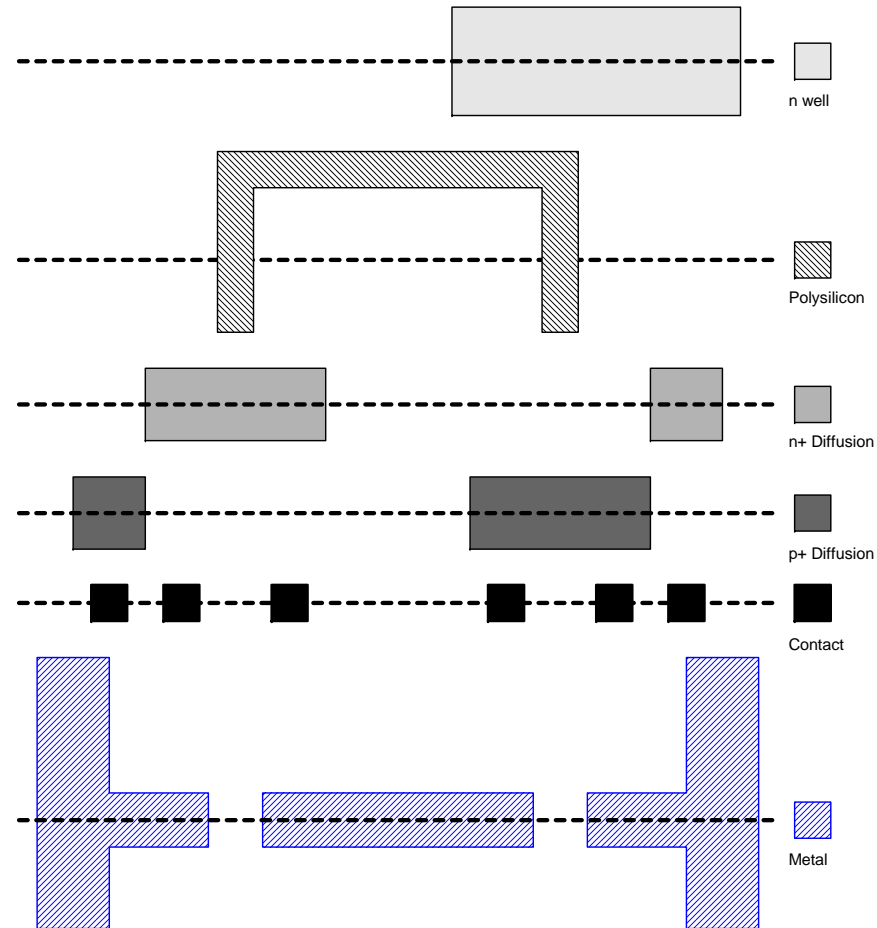 n well
Polysilicon
n+ Diffusion
p+ Diffusion
Contact
Metal